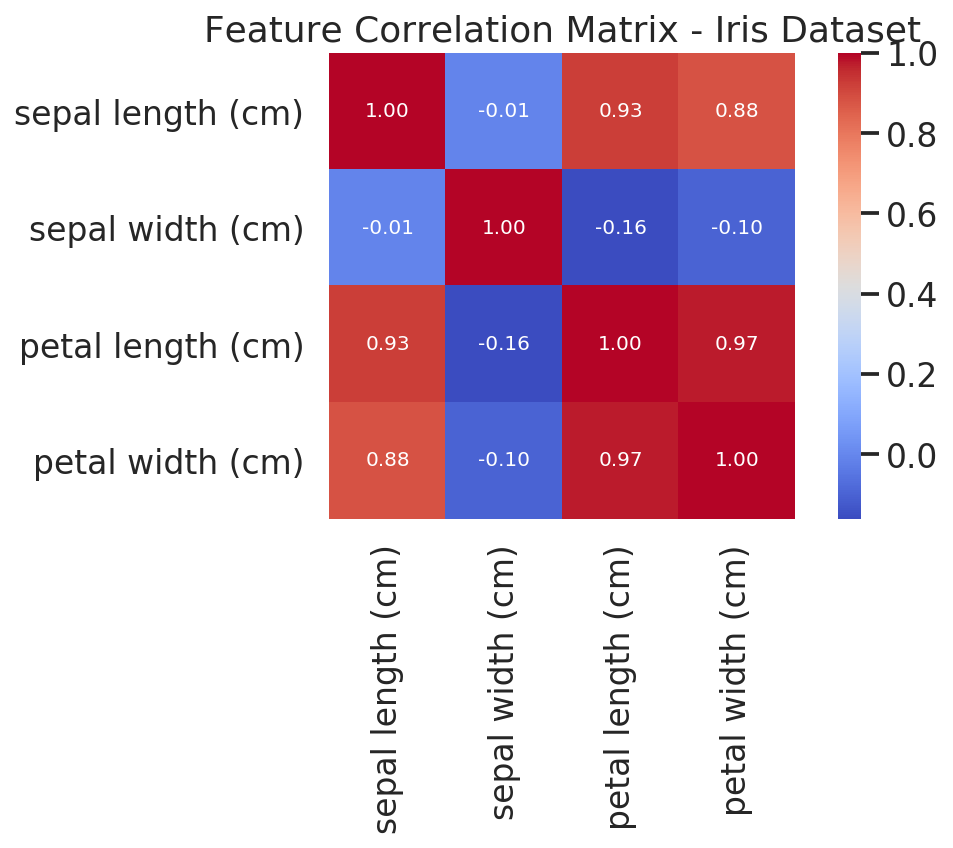 Feature Correlation Matrix - Iris Dataset
sepal length (cm) 1.00 -0.01 0.93 0.88
sepal width (cm) -0.01 1.00 -0.16 -0.10
petal length (cm) 0.93 -0.16 1.00 0.97
petal width (cm) 0.88 -0.10 0.97 1.00
sepal length (cm)
sepal width (cm)
petal length (cm)
petal width (cm)
1.0
0.8
0.6
0.4
0.2
0.0